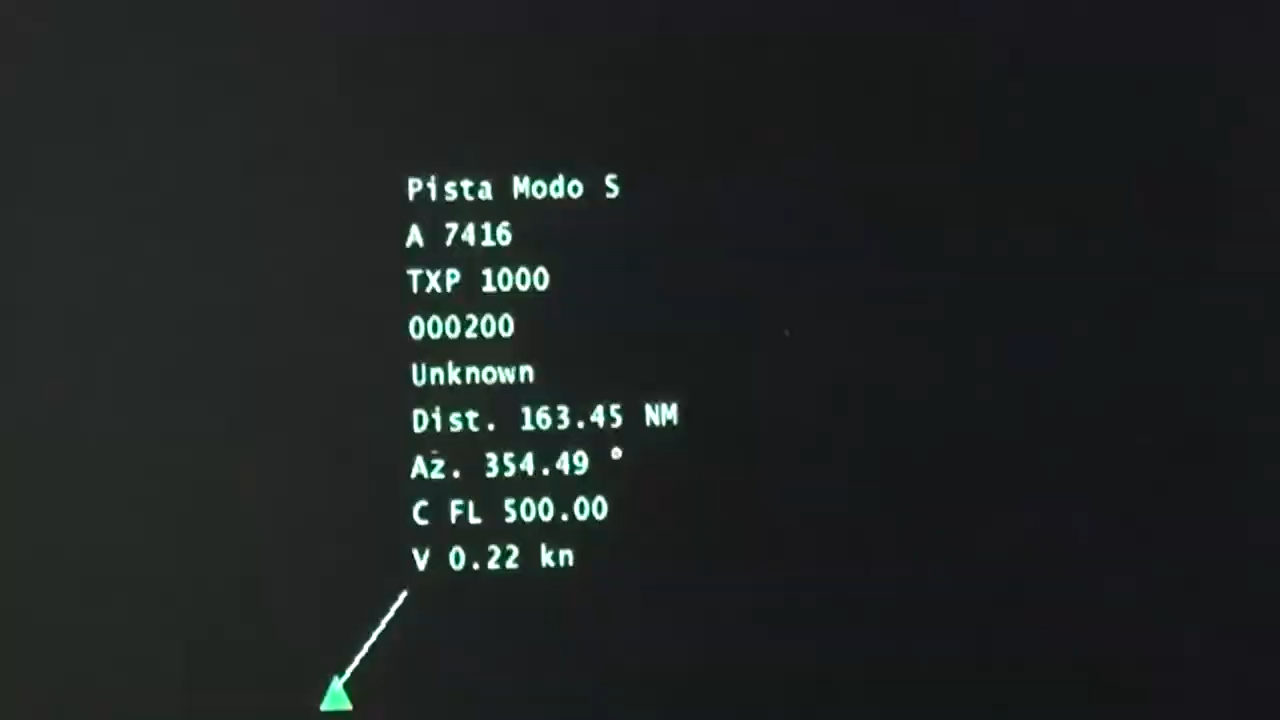 Pista Modo S
A 7416
TXP 1000
000200
Unknown
Dist. 163.45 NM
Az. 354.49 °
C FL 500.00
V 0.22 kn